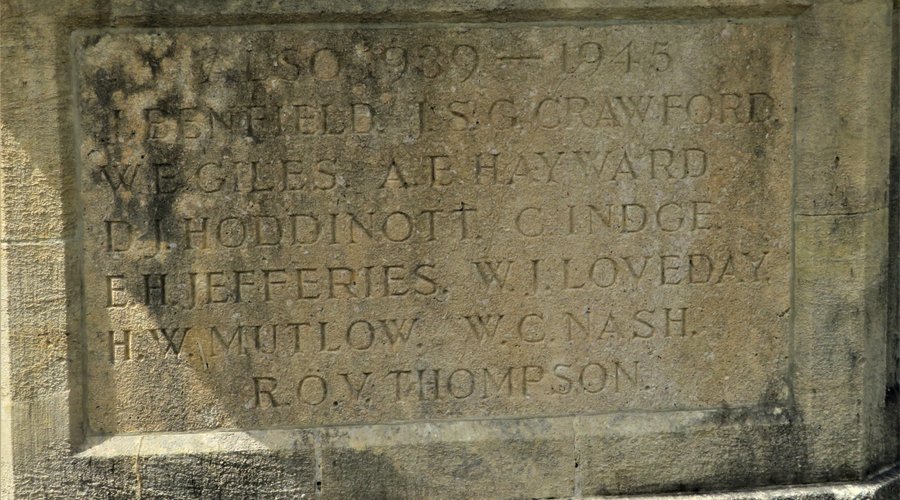 ALSO 1939 — 1945
J. BENFIELD. J.S.G. CRAWFORD.
W.E. GILES. A.E. HAYWARD
D.J. HODDINOTT. C. INDGE.
E.H. JEFFERIES. W.J. LOVEDAY.
H.W. MUTLOW. W.C. NASH.
R.O.V. THOMPSON.